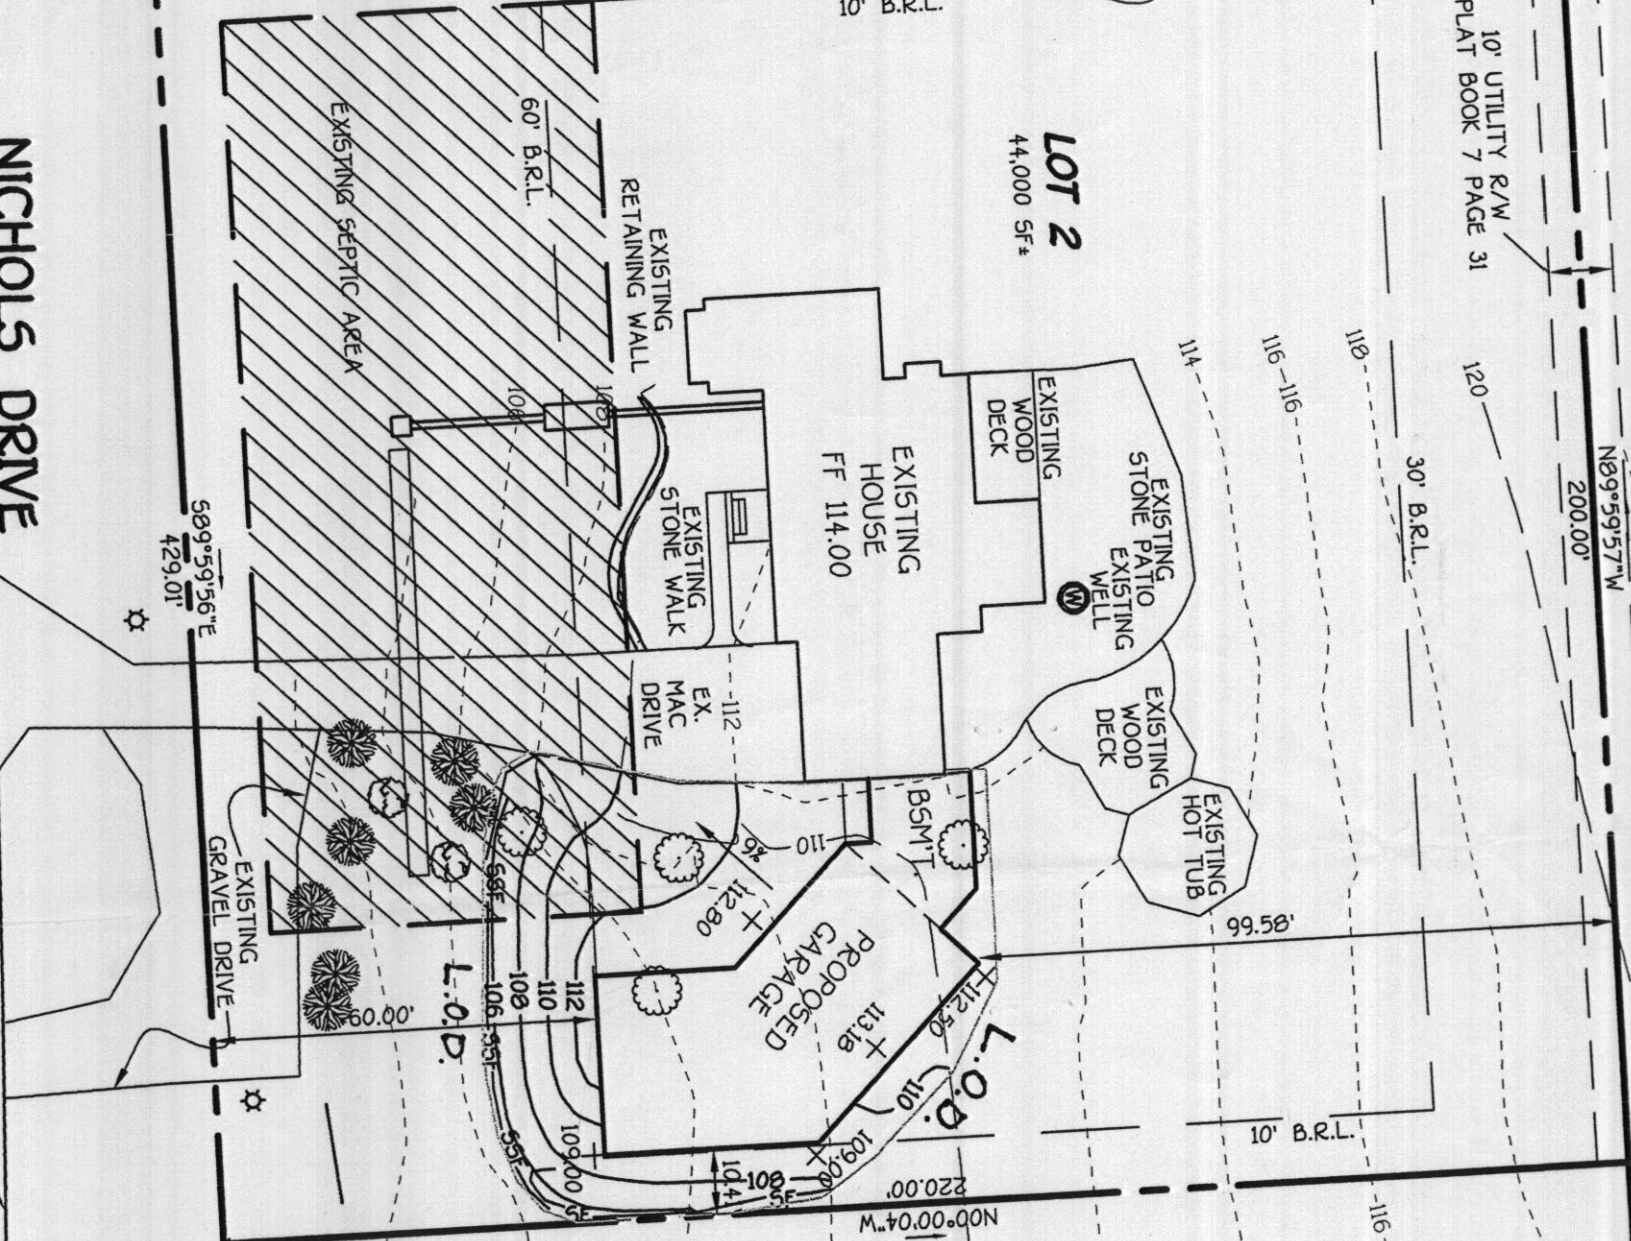 10' B.R.L.
10' UTILITY R/W
PLAT BOOK 7 PAGE 31
LOT 2
44,000 SF±
60' B.R.L.
EXISTING SEPTIC AREA
EXISTING
RETAINING WALL
NICHOLS DRIVE
S89°59'56"E
429.01'
N89°59'57"W
200.00'
30' B.R.L.
114
116
116
118
120
106
108
EXISTING
WOOD
DECK
EXISTING
STONE PATIO
EXISTING
WELL
W
EXISTING
HOUSE
FF 114.00
EXISTING
STONE WALK
EX.
MAC
DRIVE
112
EXISTING
WOOD
DECK
EXISTING
HOT TUB
BSM'T
110
9%
112.80
PROPOSED
GARAGE
113.18
112.50
99.58'
EXISTING
GRAVEL DRIVE
60.00'
L.O.D.
SSF
106
108
110
112
SSF
SSF
SF
109.00
10.4'
108
SF
109.00
110
L.O.D.
10' B.R.L.
220.00'
N00°00'04"W
116